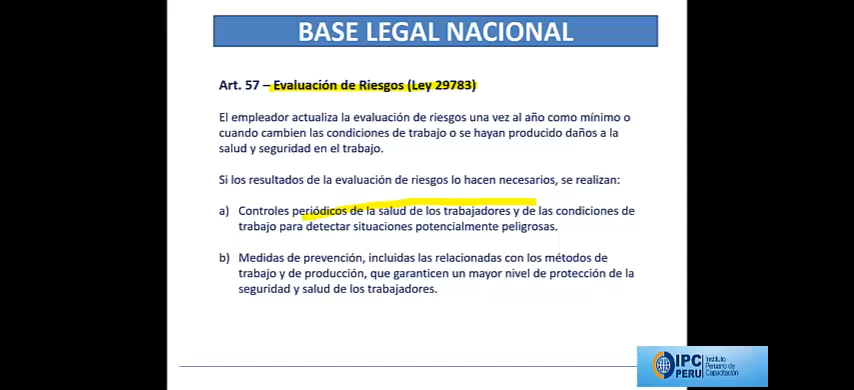 BASE LEGAL NACIONAL
Art. 57 – Evaluación de Riesgos (Ley 29783)
El empleador actualiza la evaluación de riesgos una vez al año como mínimo o
cuando cambien las condiciones de trabajo o se hayan producido daños a la
salud y seguridad en el trabajo.
Si los resultados de la evaluación de riesgos lo hacen necesarios, se realizan:
a) Controles periódicos de la salud de los trabajadores y de las condiciones de
trabajo para detectar situaciones potencialmente peligrosas.
b) Medidas de prevención, incluidas las relacionadas con los métodos de
trabajo y de producción, que garanticen un mayor nivel de protección de la
seguridad y salud de los trabajadores.
IPC
PERU
Instituto
Peruano de
Capacitación